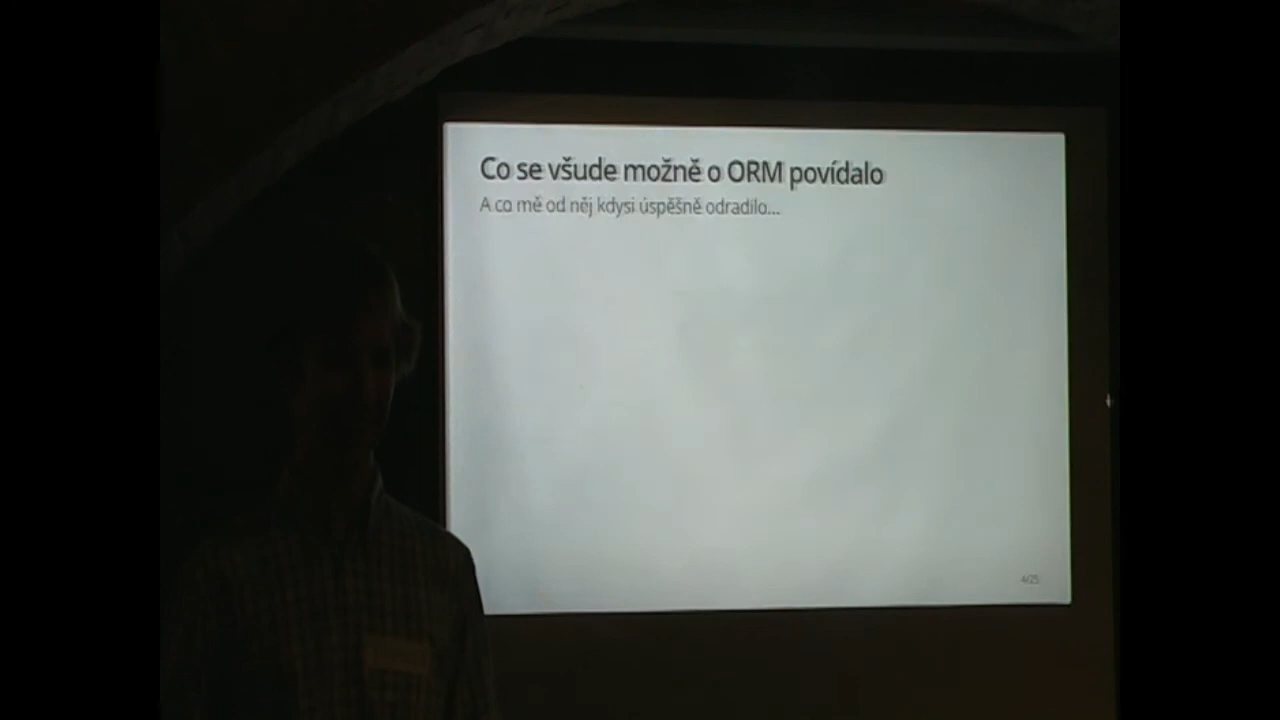 Co se všude možně o ORM povídalo
A co mě od něj kdysi úspěšně odradilo...
4/25